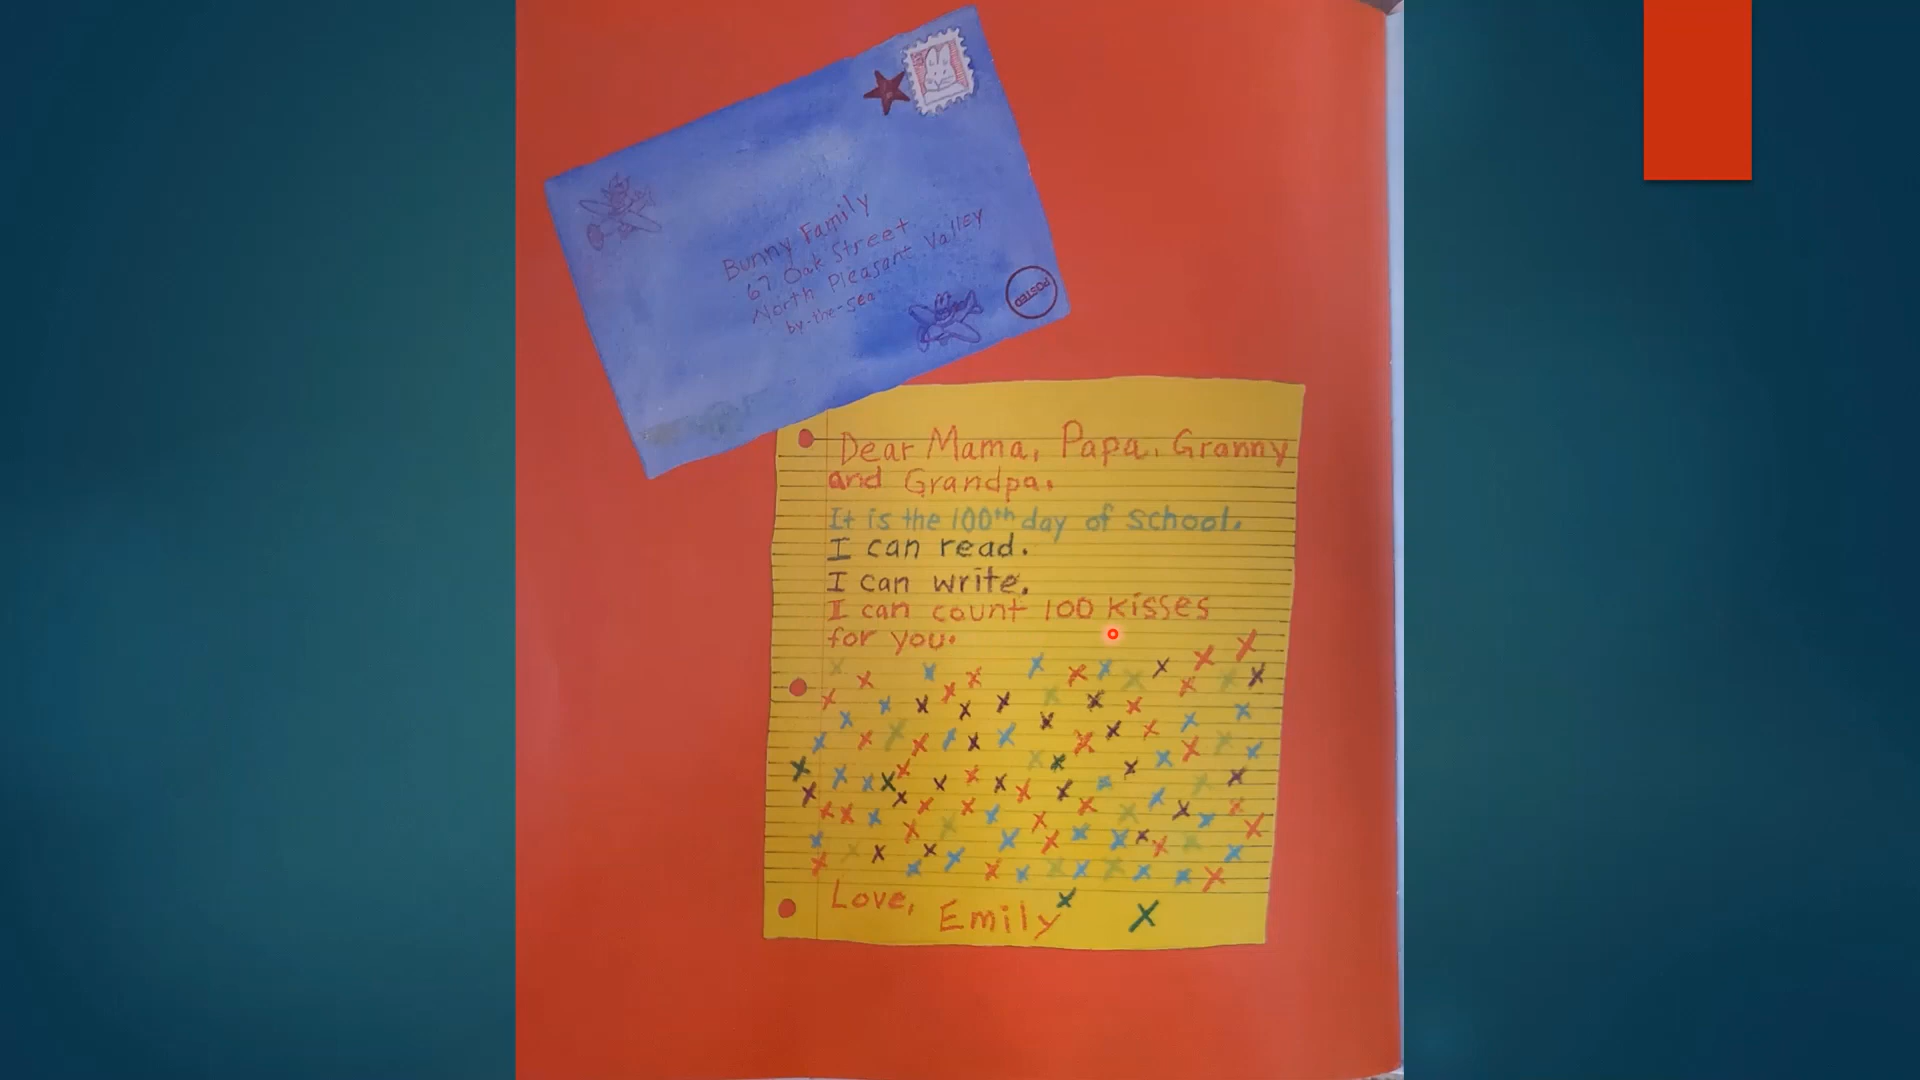 Bunny Family
67 Oak Street
North Pleasant Valley
by-the-sea
POSTED
Dear Mama, Papa, Granny
and Grandpa.
It is the 100th day of school.
I can read.
I can write.
I can count 100 kisses
for you.
Love,
Emily